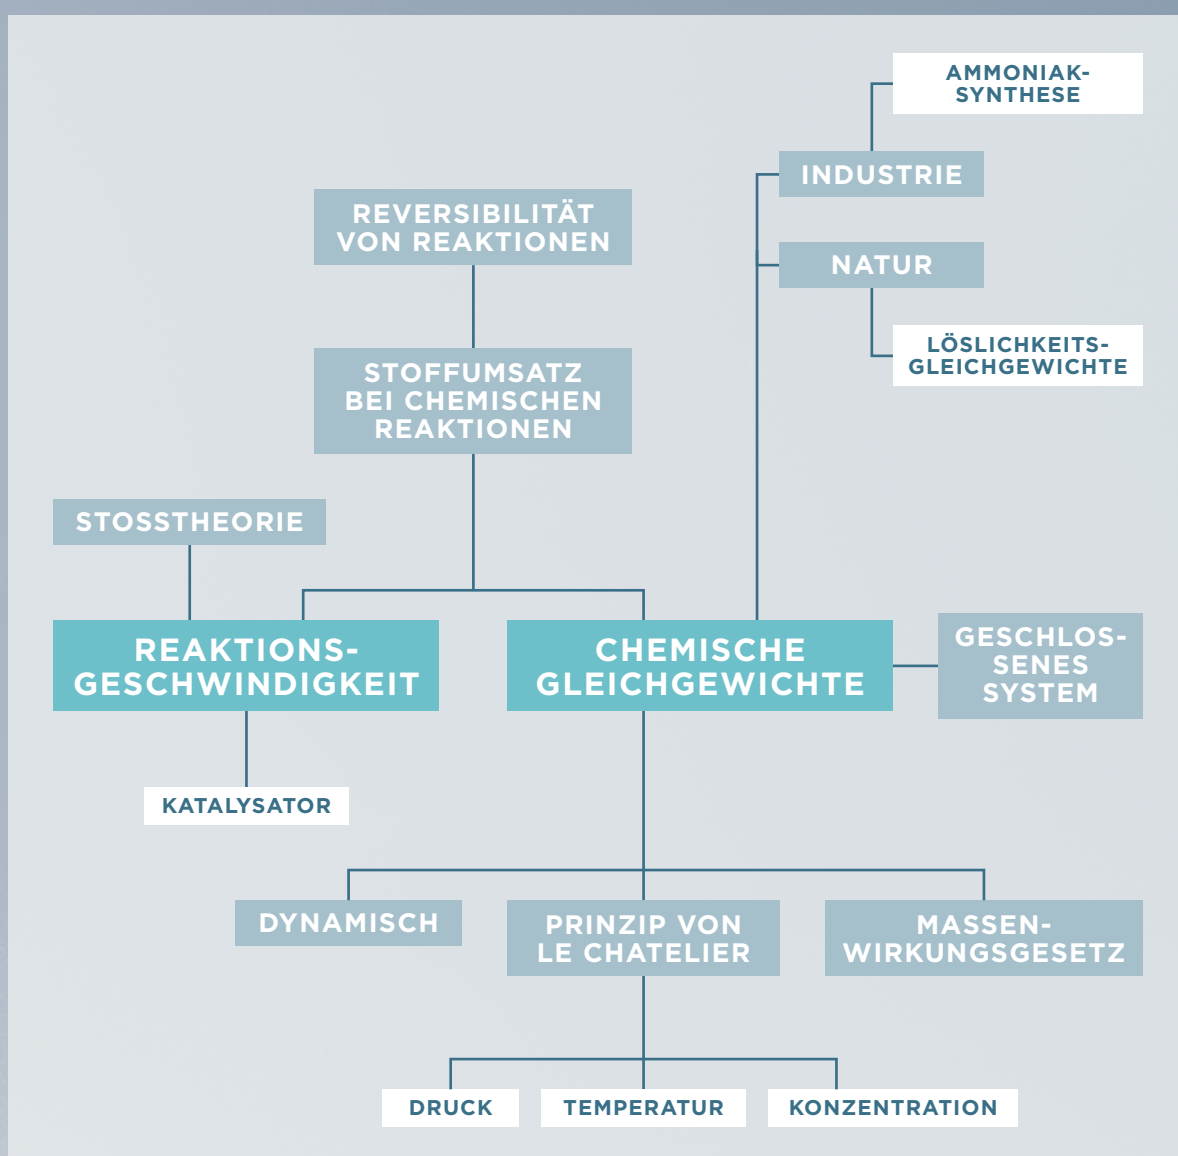 AMMONIAK-
SYNTHESE
INDUSTRIE
REVERSIBILITÄT
VON REAKTIONEN
NATUR
LÖSLICHKEITS-
GLEICHGEWICHTE
STOFFUMSATZ
BEI CHEMISCHEN
REAKTIONEN
STOSSTHEORIE
REAKTIONS-
GESCHWINDIGKEIT
CHEMISCHE
GLEICHGEWICHTE
GESCHLOS-
SENES
SYSTEM
KATALYSATOR
DYNAMISCH
PRINZIP VON
LE CHATELIER
MASSEN-
WIRKUNGSGESETZ
DRUCK
TEMPERATUR
KONZENTRATION